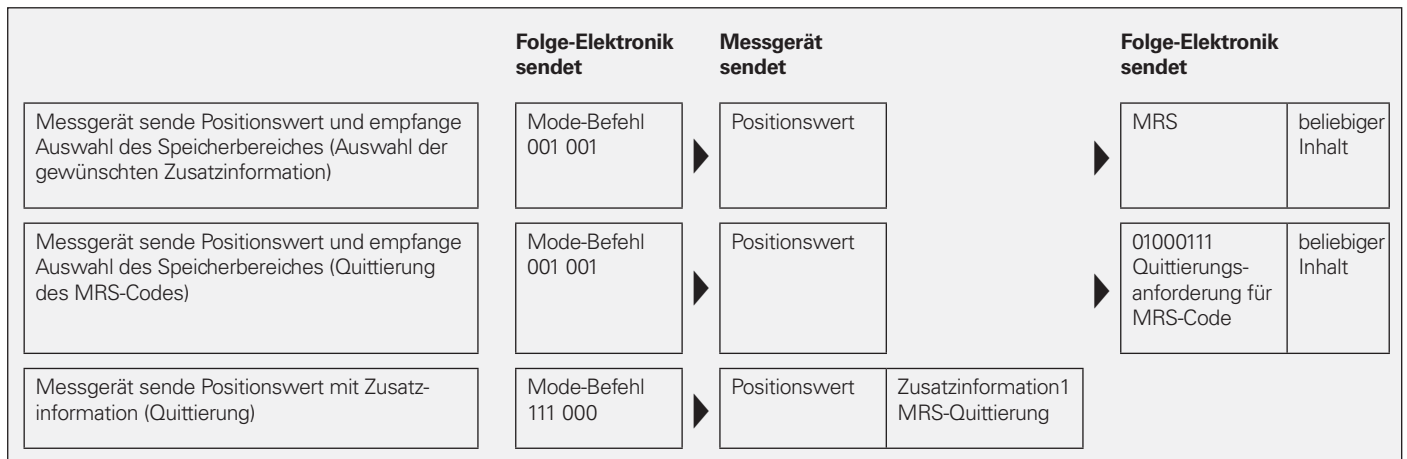 Folge-Elektronik
sendet
Messgerät
sendet
Folge-Elektronik
sendet
Messgerät sende Positionswert und empfange
Auswahl des Speicherbereiches (Auswahl der
gewünschten Zusatzinformation)
Mode-Befehl
001 001
Positionswert
MRS
beliebiger
Inhalt
Messgerät sende Positionswert und empfange
Auswahl des Speicherbereiches (Quittierung
des MRS-Codes)
Mode-Befehl
001 001
Positionswert
01000111
Quittierungs-
anforderung für
MRS-Code
beliebiger
Inhalt
Messgerät sende Positionswert mit Zusatz-
information (Quittierung)
Mode-Befehl
111 000
Positionswert
Zusatzinformation1
MRS-Quittierung